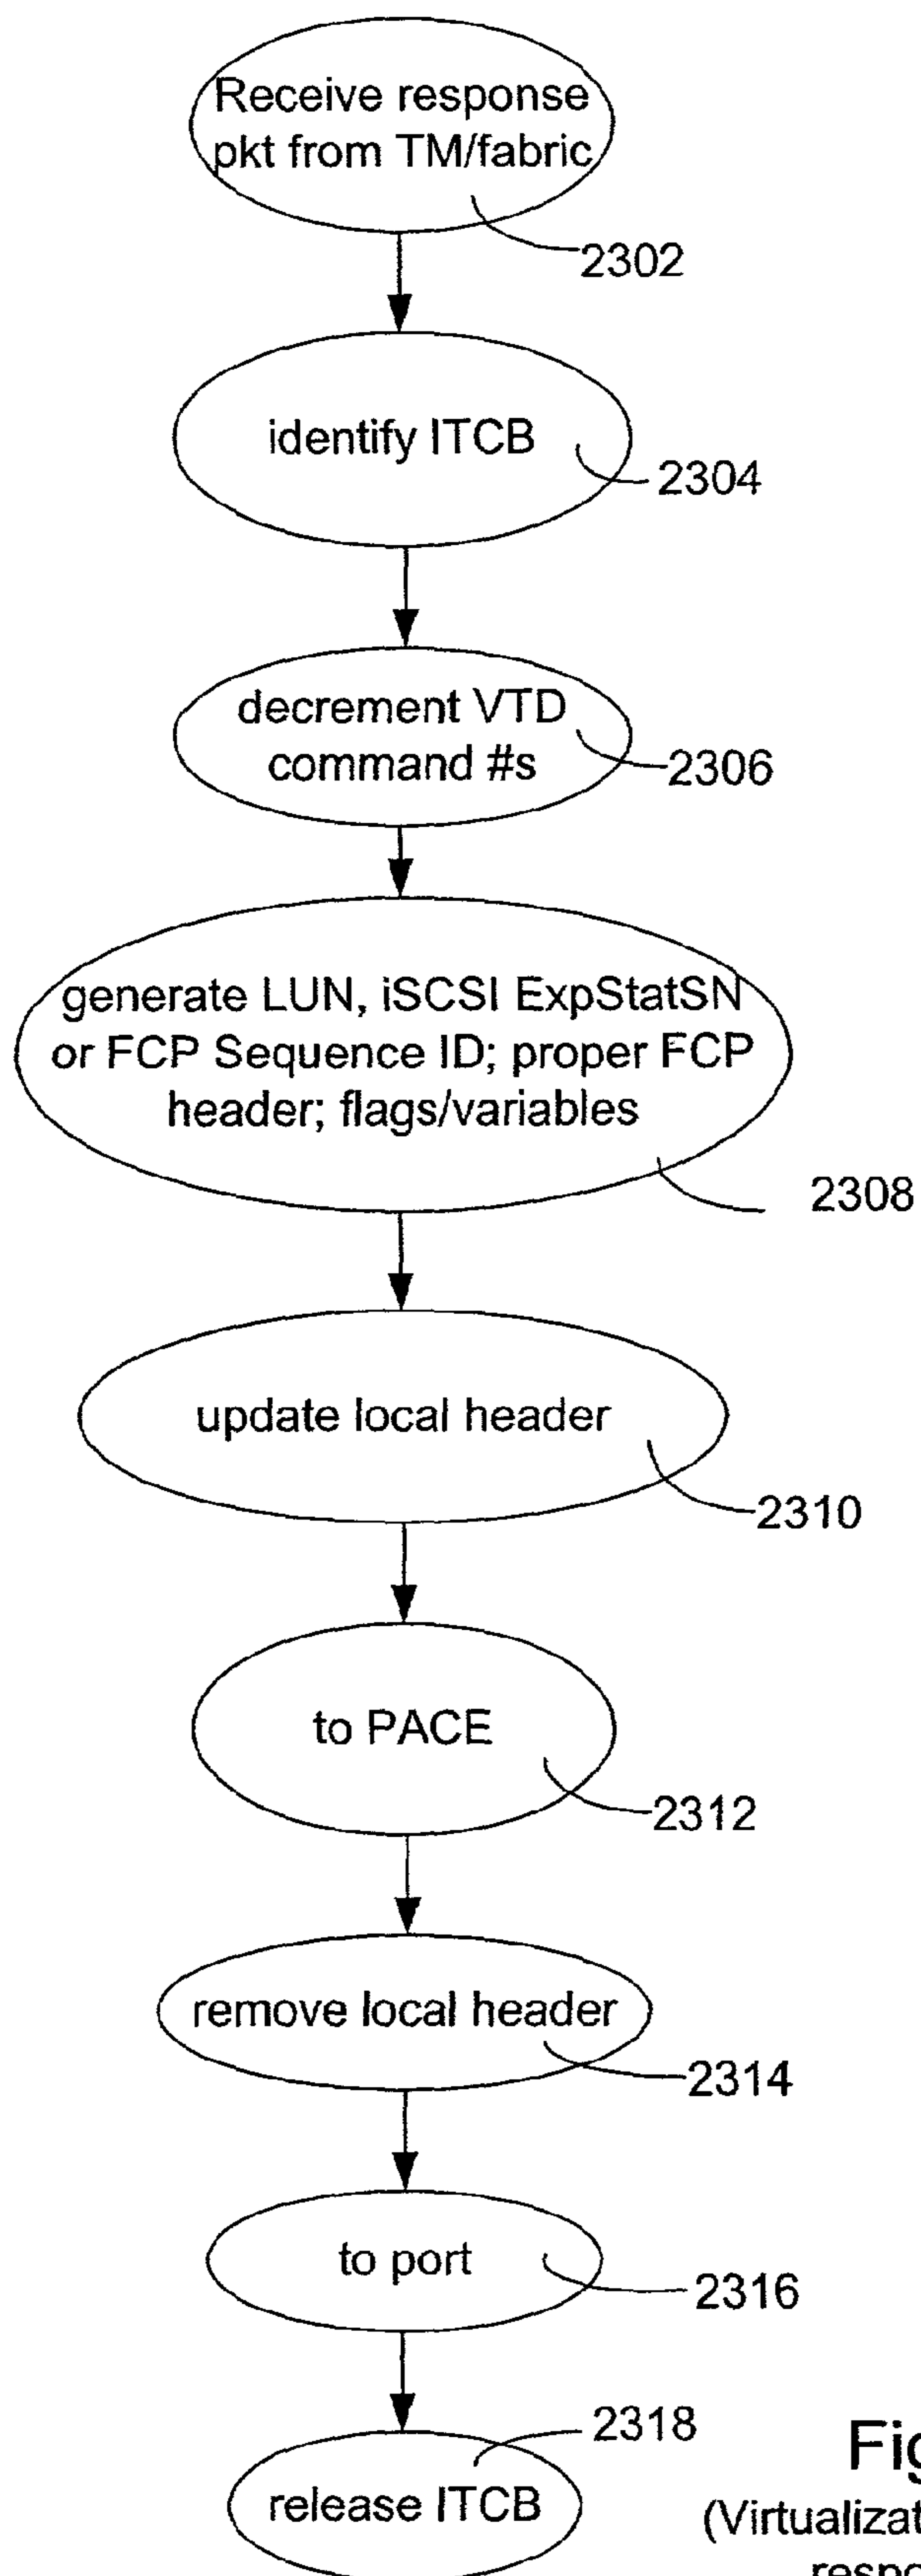 Receive response
pkt from TM/fabric
2302
identify ITCB
2304
decrement VTD
command #s
2306
generate LUN, iSCSI ExpStatSN
or FCP Sequence ID; proper FCP
header; flags/variables
2308
update local header
2310
to PACE
2312
remove local header
2314
to port
2316
2318
release ITCB